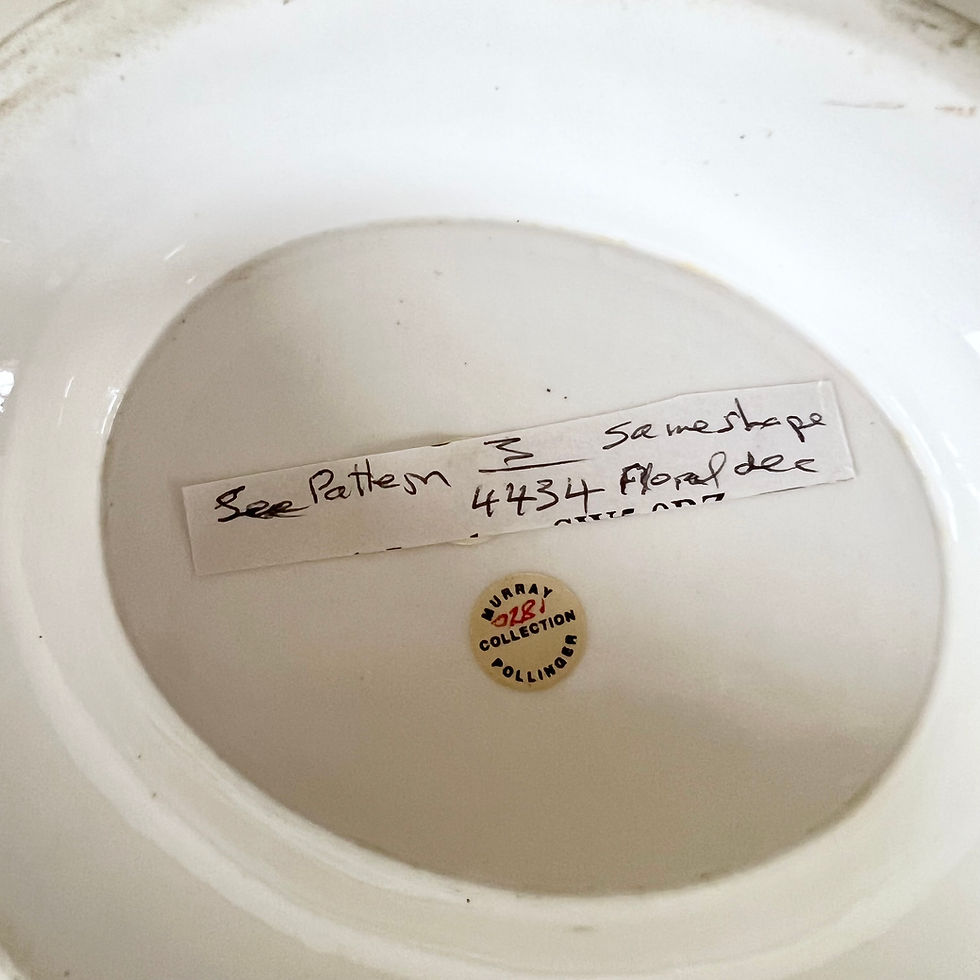 See Pattern 3 same shape
4434 Floral dec
MURRAY
0281
COLLECTION
POLLINGER